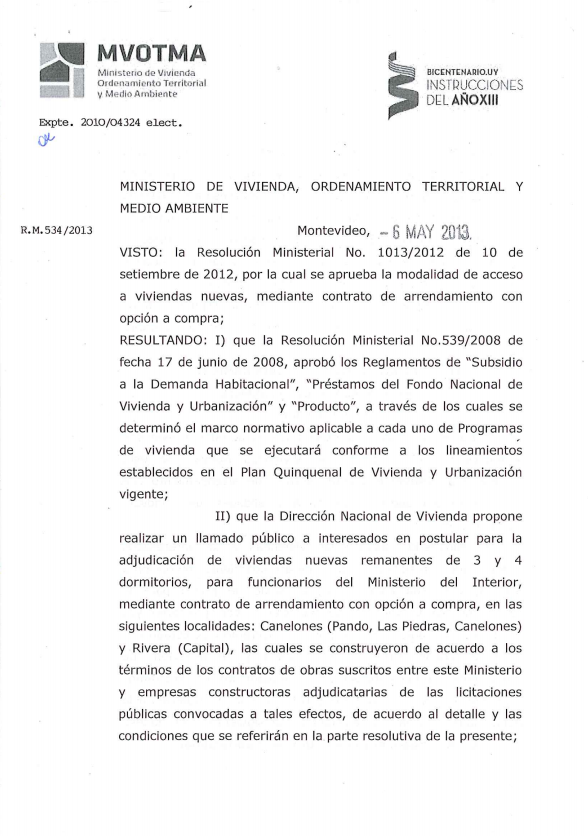 MVOTMA
Ministerio de Vivienda
Ordenamiento Territorial
y Medio Ambiente
BICENTENARIO.UY
INSTRUCCIONES
DEL AÑOXIII
Expte. 2010/04324 elect.
MINISTERIO DE VIVIENDA, ORDENAMIENTO TERRITORIAL Y
MEDIO AMBIENTE
R.M.534/2013
Montevideo, - 6 MAY 2013.
VISTO: la Resolución Ministerial No. 1013/2012 de 10 de
setiembre de 2012, por la cual se aprueba la modalidad de acceso
a viviendas nuevas, mediante contrato de arrendamiento con
opción a compra;
RESULTANDO: I) que la Resolución Ministerial No.539/2008 de
fecha 17 de junio de 2008, aprobó los Reglamentos de "Subsidio
a la Demanda Habitacional", "Préstamos del Fondo Nacional de
Vivienda y Urbanización" y "Producto", a través de los cuales se
determinó el marco normativo aplicable a cada uno de Programas
de vivienda que se ejecutará conforme a los lineamientos
establecidos en el Plan Quinquenal de Vivienda y Urbanización
vigente;
II) que la Dirección Nacional de Vivienda propone
realizar un llamado público a interesados en postular para la
adjudicación de viviendas nuevas remanentes de 3 y 4
dormitorios, para funcionarios del Ministerio del Interior,
mediante contrato de arrendamiento con opción a compra, en las
siguientes localidades: Canelones (Pando, Las Piedras, Canelones)
y Rivera (Capital), las cuales se construyeron de acuerdo a los
términos de los contratos de obras suscritos entre este Ministerio
y empresas constructoras adjudicatarias de las licitaciones
públicas convocadas a tales efectos, de acuerdo al detalle y las
condiciones que se referirán en la parte resolutiva de la presente;